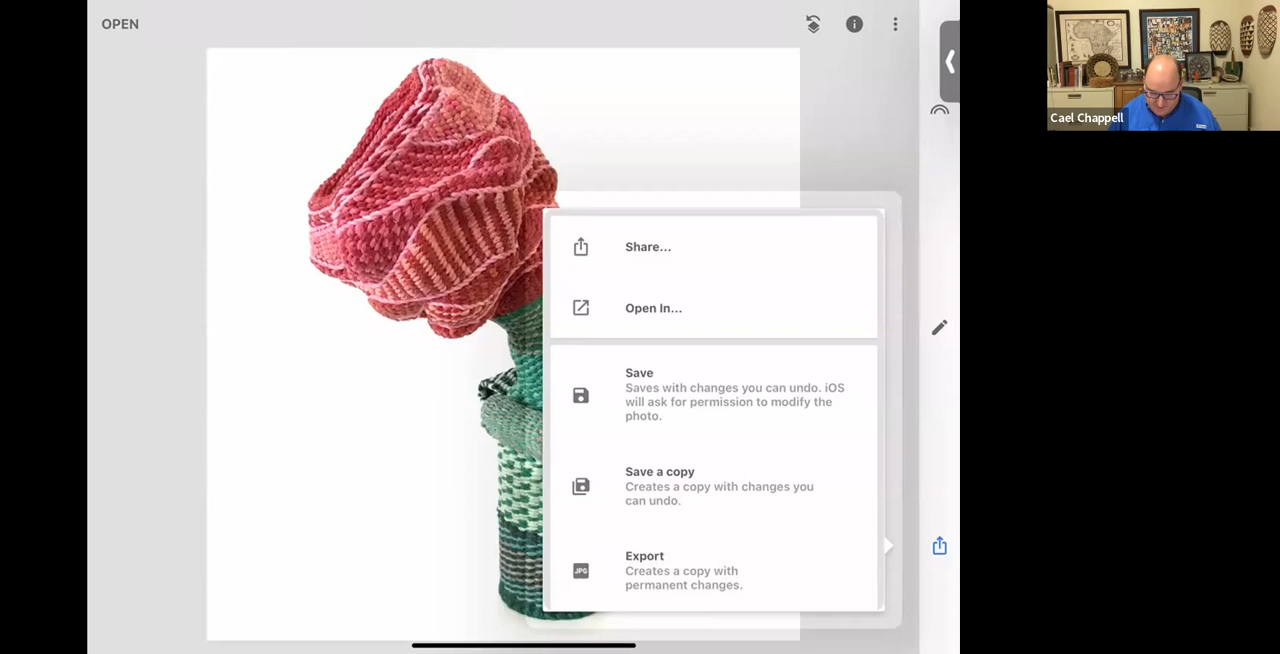 OPEN
Cael Chappell
Share...
Open In...
Save
Saves with changes you can undo. iOS
will ask for permission to modify the
photo.
Save a copy
Creates a copy with changes you
can undo.
JPG
Export
Creates a copy with
permanent changes.